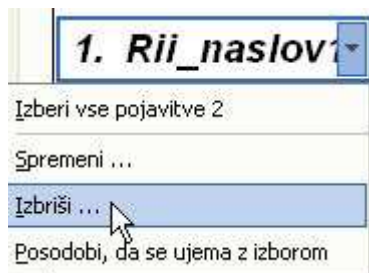 1. Rii_naslov1
Izberi vse pojavitve 2
Spremeni ...
Izbriši ...
Posodobi, da se ujema z izborom